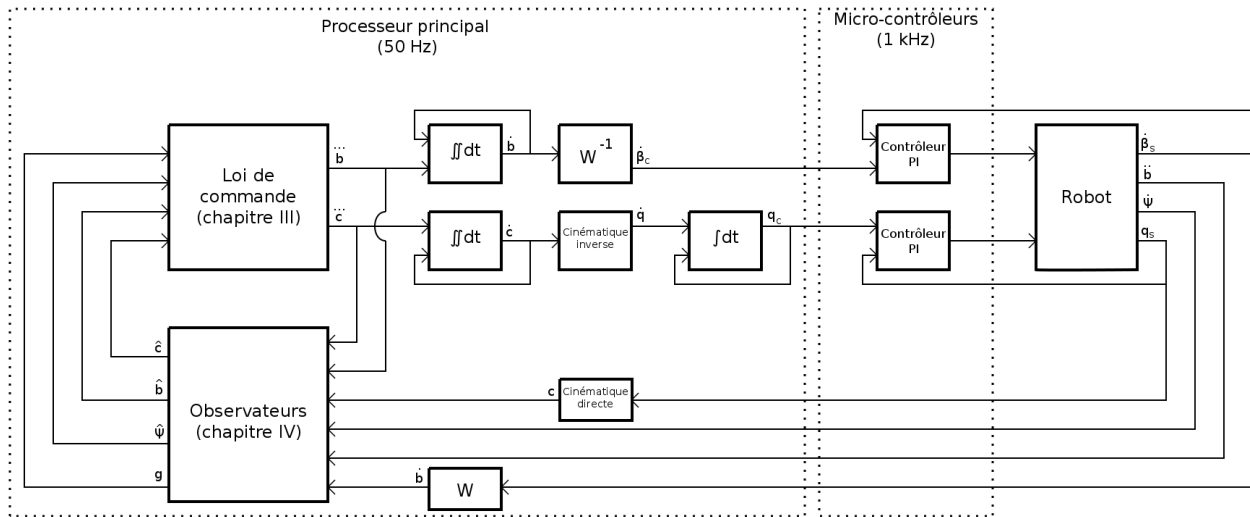 Processeur principal
(50 Hz)
Micro-contrôleurs
(1 kHz)
Loi de
commande
(chapitre III)
b⃛
c⃛
∬dt
ḃ
W⁻¹
β̇c
Contrôleur
PI
Robot
β̇s
b̈
ψ̇
qs
∬dt
ċ
Cinématique
inverse
q̇
∫dt
qc
Contrôleur
PI
Observateurs
(chapitre IV)
ĉ
b̂
ψ̂
g
c
Cinématique
directe
ḃ
W